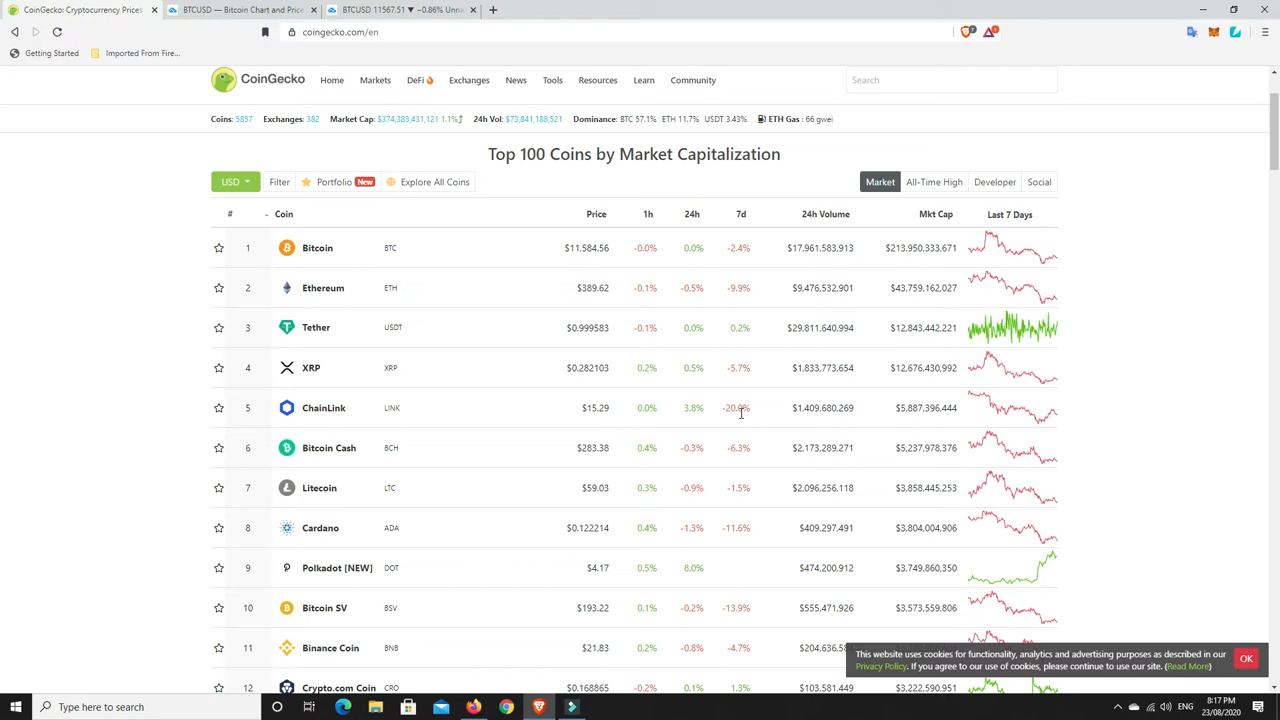 CoinGecko: Cryptocurrency Prices
BTCUSD — Bitcoin Chart and Price
BTCUSD 11567.51 ▼ −0.86% Unna
coingecko.com/en
Getting Started
Imported From Fire...
CoinGecko
Home
Markets
DeFi
Exchanges
News
Tools
Resources
Learn
Community
Search
Coins: 5857 Exchanges: 382 Market Cap: $374,383,431,121 1.1% 24h Vol: $73,841,188,521 Dominance: BTC 57.1% ETH 11.7% USDT 3.43% ETH Gas: 66 gwei
Top 100 Coins by Market Capitalization
USD Filter Portfolio New Explore All Coins Market All-Time High Developer Social
# Coin Price 1h 24h 7d 24h Volume Mkt Cap Last 7 Days
1 Bitcoin BTC $11,584.56 -0.0% 0.0% -2.4% $17,961,583,913 $213,950,333,671
2 Ethereum ETH $389.62 -0.1% -0.5% -9.9% $9,476,532,901 $43,759,162,027
3 Tether USDT $0.999583 -0.1% 0.0% 0.2% $29,811,640,994 $12,843,442,221
4 XRP XRP $0.282103 0.2% 0.5% -5.7% $1,833,773,654 $12,676,430,992
5 ChainLink LINK $15.29 0.0% 3.8% $1,409,680,269 $5,887,396,444
6 Bitcoin Cash BCH $283.38 0.4% -0.3% -6.3% $2,173,289,271 $5,237,978,376
7 Litecoin LTC $59.03 0.3% -0.9% -1.5% $2,096,256,118 $3,858,445,253
8 Cardano ADA $0.122214 0.4% -1.3% -11.6% $409,297,491 $3,804,004,906
9 Polkadot [NEW] DOT $4.17 0.5% 8.0% $474,200,912 $3,749,860,350
10 Bitcoin SV BSV $193.22 0.1% -0.2% -13.9% $555,471,926 $3,573,559,806
11 Binance Coin BNB $21.83 0.2% -0.8% -4.7%
12 Crypto.com Coin CRO $0.168865 -0.2% 0.1% 1.3% $103,581,449 $3,222,590,951
This website uses cookies for functionality, analytics and advertising purposes as described in our
Privacy Policy. If you agree to our use of cookies, please continue to use our site. (Read More)
OK
Type here to search
ENG
8:17 PM
23/08/2020